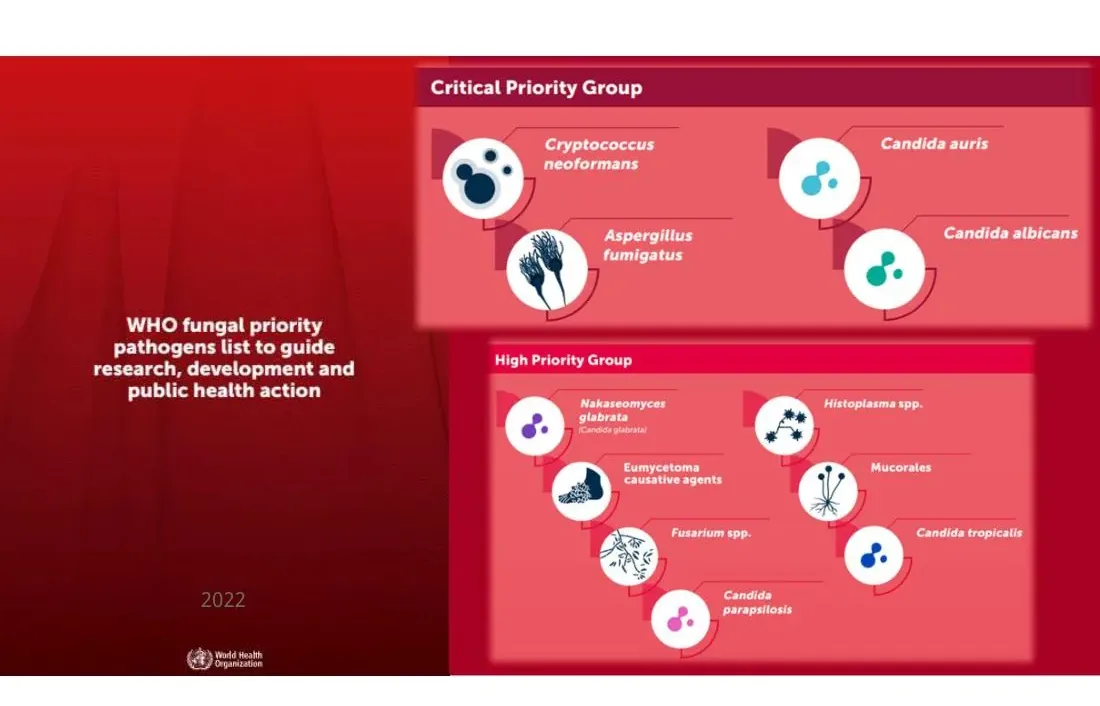 WHO fungal priority
pathogens list to guide
research, development and
public health action
2022
World Health
Organization
Critical Priority Group
Cryptococcus
neoformans
Aspergillus
fumigatus
Candida auris
Candida albicans
High Priority Group
Nakaseomyces
glabrata
(Candida glabrata)
Eumycetoma
causative agents
Fusarium spp.
Candida
parapsilosis
Histoplasma spp.
Mucorales
Candida tropicalis